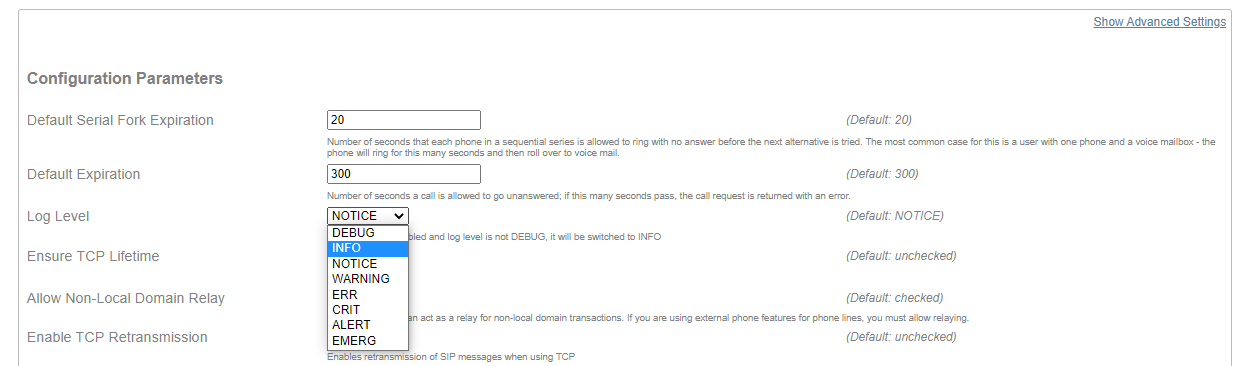 Show Advanced Settings
Configuration Parameters
Default Serial Fork Expiration 20 (Default: 20)
Number of seconds that each phone in a sequential series is allowed to ring with no answer before the next alternative is tried. The most common case for this is a user with one phone and a voice mailbox - the
phone will ring for this many seconds and then roll over to voice mail.
Default Expiration 300 (Default: 300)
Number of seconds a call is allowed to go unanswered; if this many seconds pass, the call request is returned with an error.
Log Level NOTICE (Default: NOTICE)
DEBUG
bled and log level is not DEBUG, it will be switched to INFO
INFO
Ensure TCP Lifetime (Default: unchecked)
NOTICE
WARNING
ERR
Allow Non-Local Domain Relay (Default: checked)
CRIT
an act as a relay for non-local domain transactions. If you are using external phone features for phone lines, you must allow relaying.
ALERT
Enable TCP Retransmission (Default: unchecked)
EMERG
Enables retransmission of SIP messages when using TCP